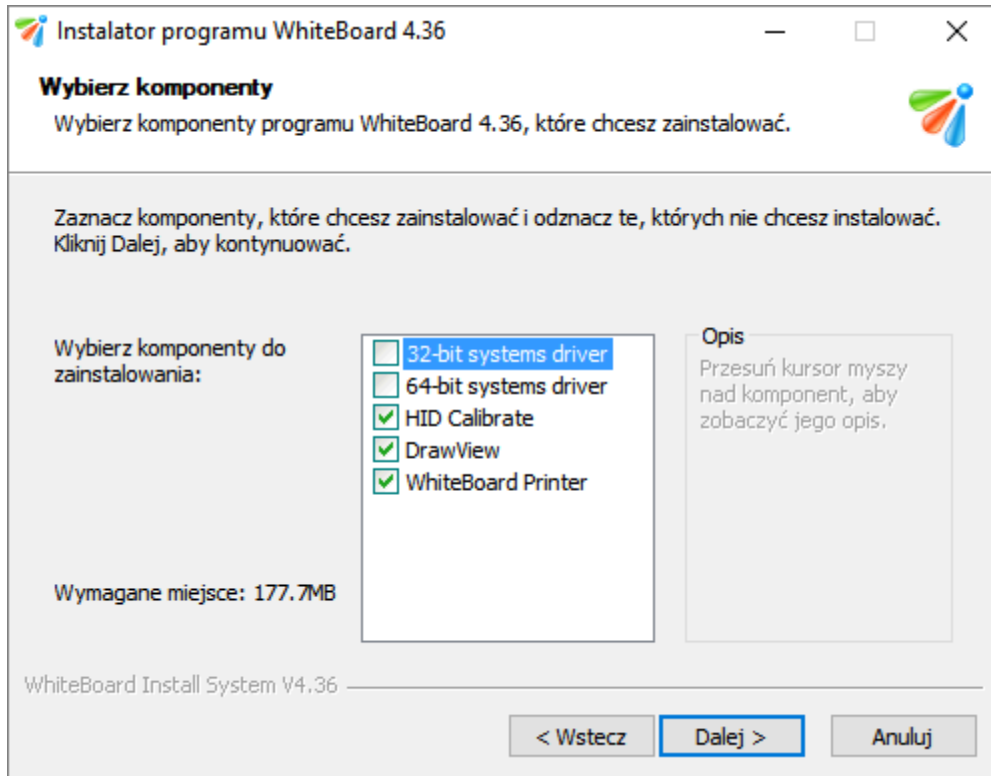 Instalator programu WhiteBoard 4.36
Wybierz komponenty
Wybierz komponenty programu WhiteBoard 4.36, które chcesz zainstalować.
Zaznacz komponenty, które chcesz zainstalować i odznacz te, których nie chcesz instalować.
Kliknij Dalej, aby kontynuować.
Wybierz komponenty do
zainstalowania:
32-bit systems driver
64-bit systems driver
HID Calibrate
DrawView
WhiteBoard Printer
Opis
Przesuń kursor myszy
nad komponent, aby
zobaczyć jego opis.
Wymagane miejsce: 177.7MB
WhiteBoard Install System V4.36
< Wstecz
Dalej >
Anuluj